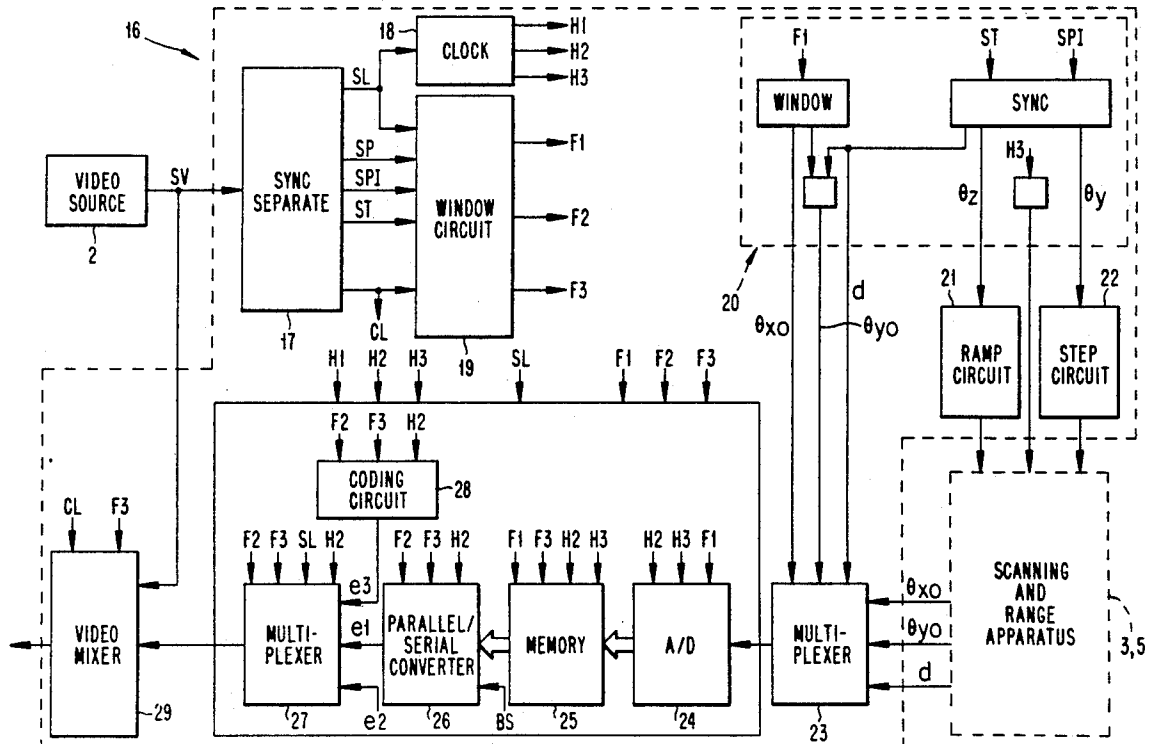 16
18
CLOCK
H1
H2
H3
SL
SYNC
SEPARATE
17
SP
SPI
ST
CL
WINDOW
CIRCUIT
19
F1
F2
F3
VIDEO
SOURCE
2
SV
F1
WINDOW
ST
SPI
SYNC
H3
θz
θy
20
d
θxo
θyo
21
RAMP
CIRCUIT
22
STEP
CIRCUIT
H1
H2
H3
SL
F1
F2
F3
F2
F3
H2
CODING
CIRCUIT
28
CL
F3
VIDEO
MIXER
29
F2
F3
SL
H2
MULTI-
PLEXER
27
e3
e1
e2
F2
F3
H2
PARALLEL/
SERIAL
CONVERTER
26
BS
F1
F3
H2
H3
MEMORY
25
H2
H3
F1
A/D
24
MULTI-
PLEXER
23
θxo
θyo
d
SCANNING
AND
RANGE
APPARATUS
3,5